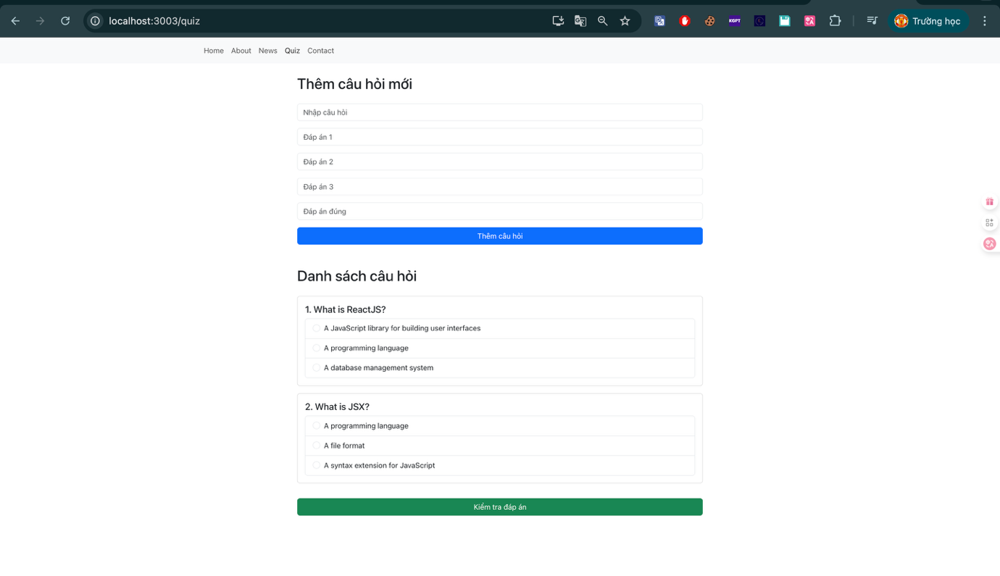 localhost:3003/quiz
KGPT
Trường học
Home About News Quiz Contact
Thêm câu hỏi mới
Nhập câu hỏi
Đáp án 1
Đáp án 2
Đáp án 3
Đáp án đúng
Thêm câu hỏi
Danh sách câu hỏi
1. What is ReactJS?
A JavaScript library for building user interfaces
A programming language
A database management system
2. What is JSX?
A programming language
A file format
A syntax extension for JavaScript
Kiểm tra đáp án